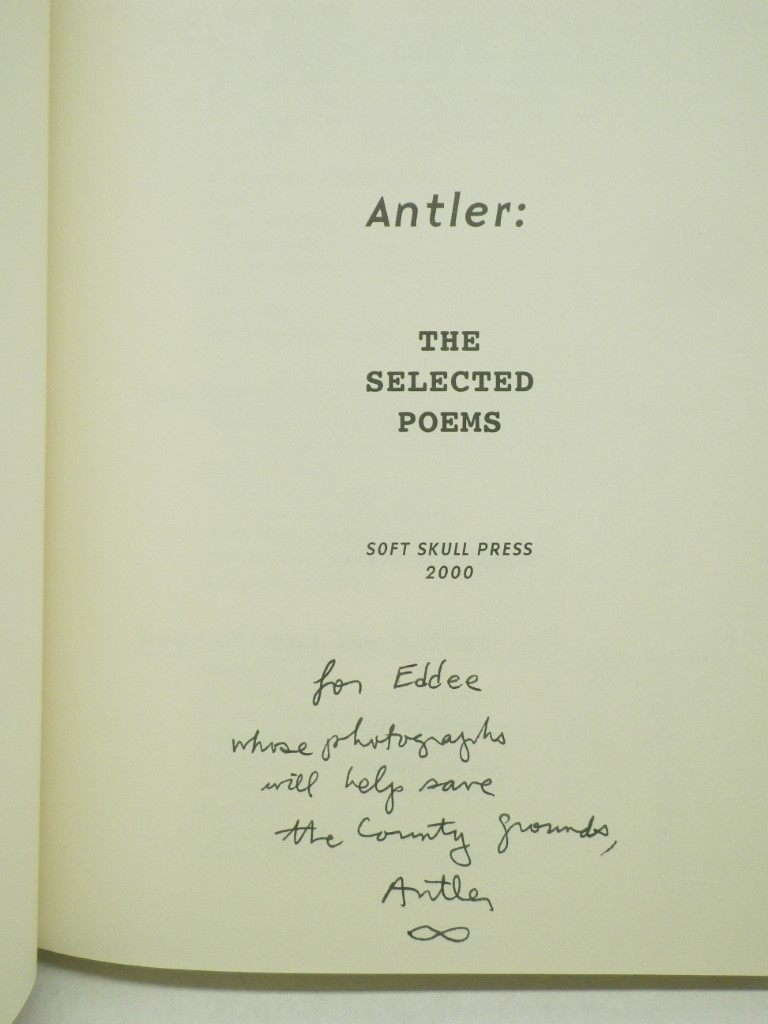 Antler:
THE
SELECTED
POEMS
SOFT SKULL PRESS
2000
for Eddee
whose photographs
will help save
the County Grounds,
Antler
∞